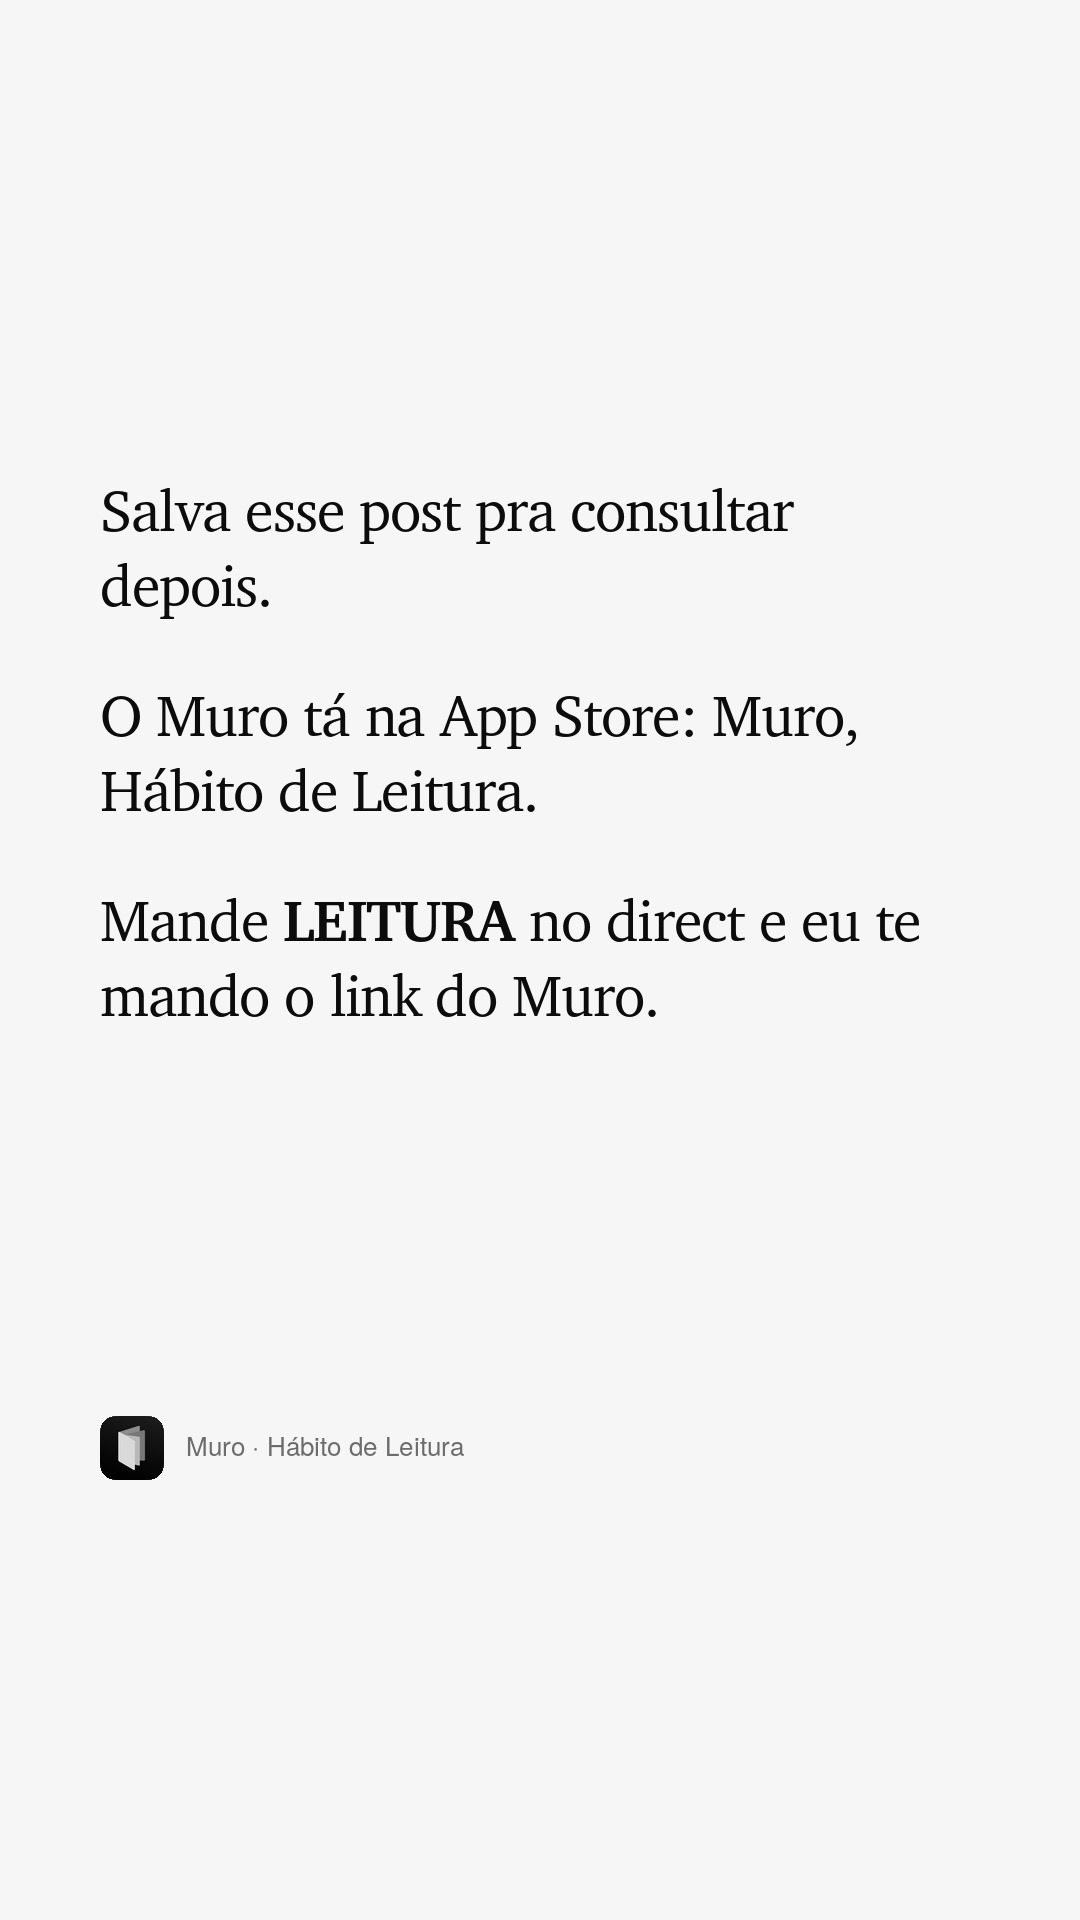 Salva esse post pra consultar
depois.
O Muro tá na App Store: Muro,
Hábito de Leitura.
Mande LEITURA no direct e eu te
mando o link do Muro.
Muro · Hábito de Leitura